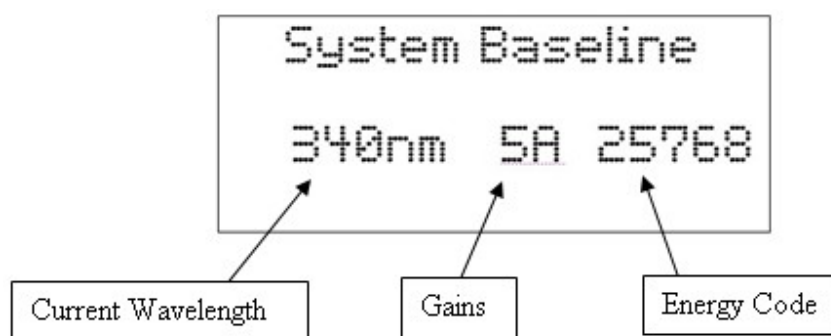 System Baseline
340nm 5A 25768
Current Wavelength
Gains
Energy Code